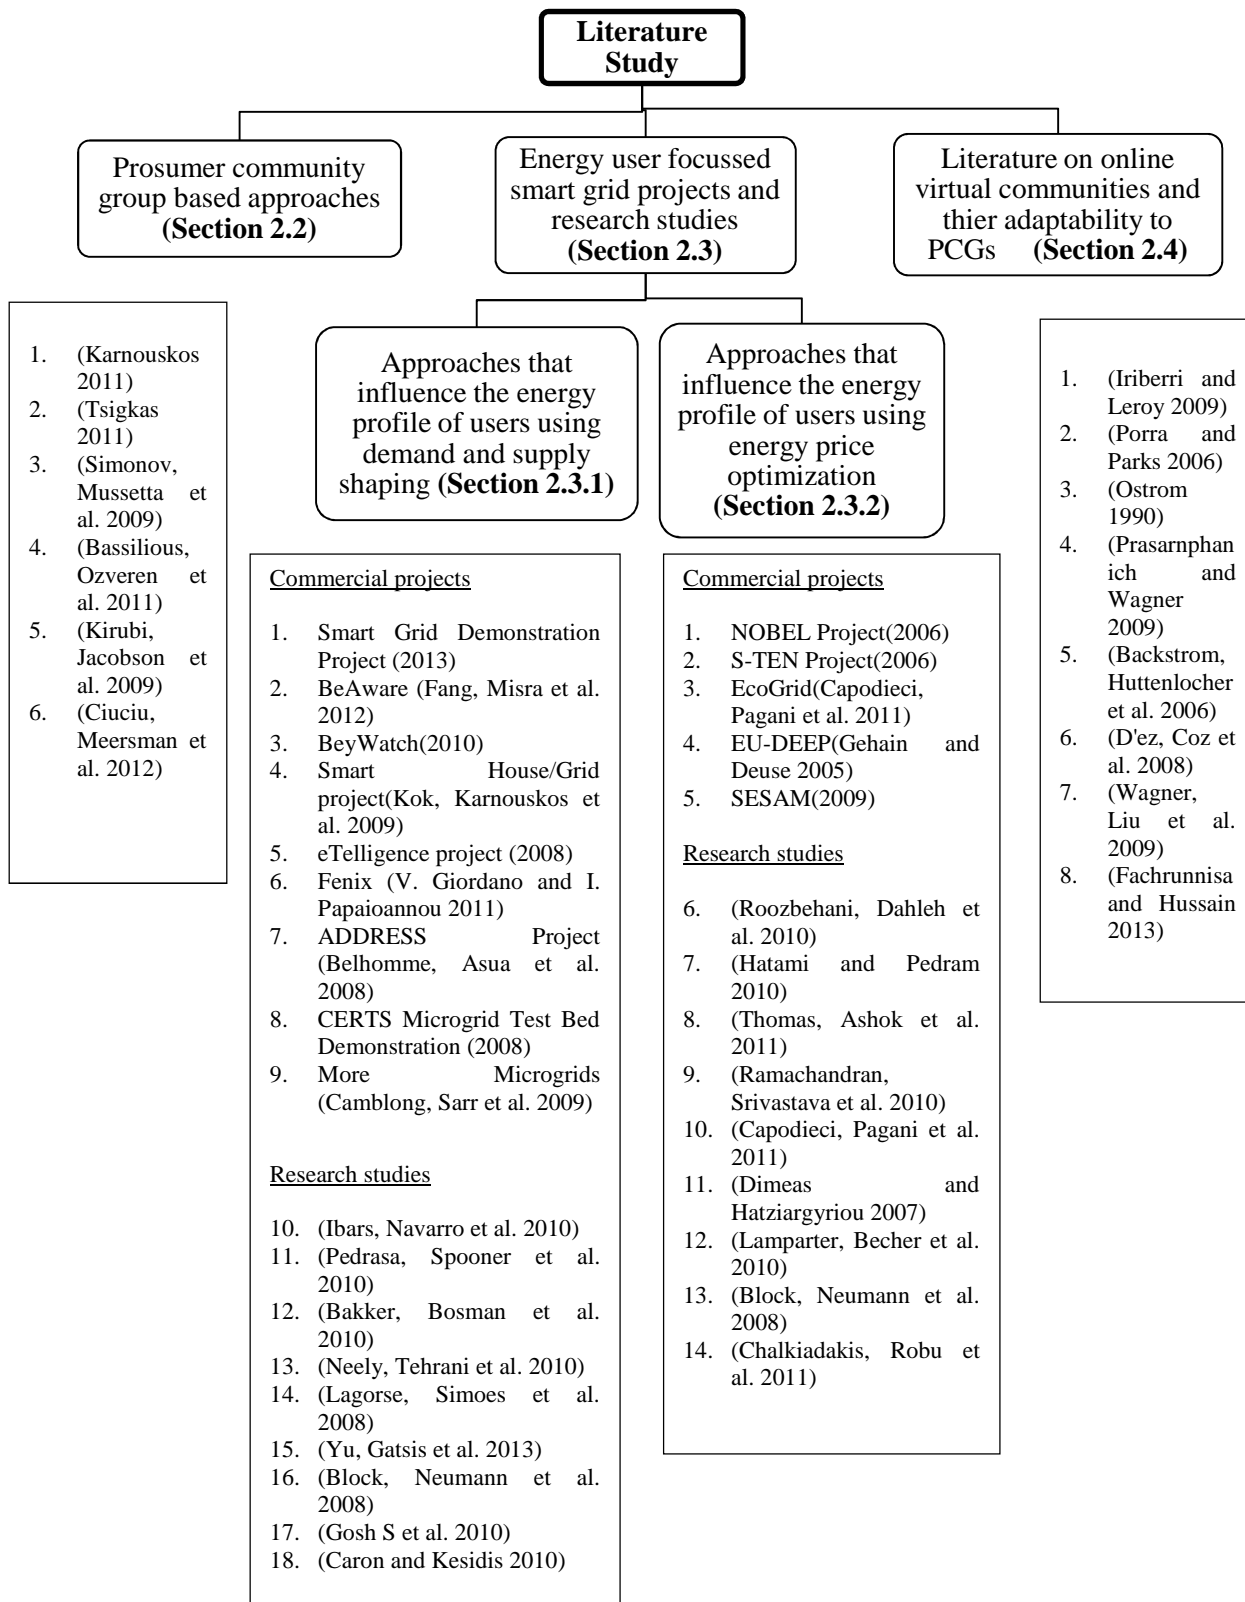 Literature
Study
Prosumer community
group based approaches
(Section 2.2)
Energy user focussed
smart grid projects and
research studies
(Section 2.3)
Literature on online
virtual communities and
thier adaptability to
PCGs (Section 2.4)
1. (Karnouskos
2011)
2. (Tsigkas
2011)
3. (Simonov,
Mussetta et
al. 2009)
4. (Bassilious,
Ozveren et
al. 2011)
5. (Kirubi,
Jacobson et
al. 2009)
6. (Ciuciu,
Meersman et
al. 2012)
Approaches that
influence the energy
profile of users using
demand and supply
shaping (Section 2.3.1)
Approaches that
influence the energy
profile of users using
energy price
optimization
(Section 2.3.2)
Commercial projects
1. Smart Grid Demonstration
Project (2013)
2. BeAware (Fang, Misra et al.
2012)
3. BeyWatch(2010)
4. Smart House/Grid
project(Kok, Karnouskos et
al. 2009)
5. eTelligence project (2008)
6. Fenix (V. Giordano and I.
Papaioannou 2011)
7. ADDRESS Project
(Belhomme, Asua et al.
2008)
8. CERTS Microgrid Test Bed
Demonstration (2008)
9. More Microgrids
(Camblong, Sarr et al. 2009)
Research studies
10. (Ibars, Navarro et al. 2010)
11. (Pedrasa, Spooner et al.
2010)
12. (Bakker, Bosman et al.
2010)
13. (Neely, Tehrani et al. 2010)
14. (Lagorse, Simoes et al.
2008)
15. (Yu, Gatsis et al. 2013)
16. (Block, Neumann et al.
2008)
17. (Gosh S et al. 2010)
18. (Caron and Kesidis 2010)
Commercial projects
1. NOBEL Project(2006)
2. S-TEN Project(2006)
3. EcoGrid(Capodieci,
Pagani et al. 2011)
4. EU-DEEP(Gehain and
Deuse 2005)
5. SESAM(2009)
Research studies
6. (Roozbehani, Dahleh et
al. 2010)
7. (Hatami and Pedram
2010)
8. (Thomas, Ashok et al.
2011)
9. (Ramachandran,
Srivastava et al. 2010)
10. (Capodieci, Pagani et al.
2011)
11. (Dimeas and
Hatziargyriou 2007)
12. (Lamparter, Becher et al.
2010)
13. (Block, Neumann et al.
2008)
14. (Chalkiadakis, Robu et
al. 2011)
1. (Iriberri and
Leroy 2009)
2. (Porra and
Parks 2006)
3. (Ostrom
1990)
4. (Prasarnphan
ich and
Wagner
2009)
5. (Backstrom,
Huttenlocher
et al. 2006)
6. (D'ez, Coz et
al. 2008)
7. (Wagner,
Liu et al.
2009)
8. (Fachrunnisa
and Hussain
2013)